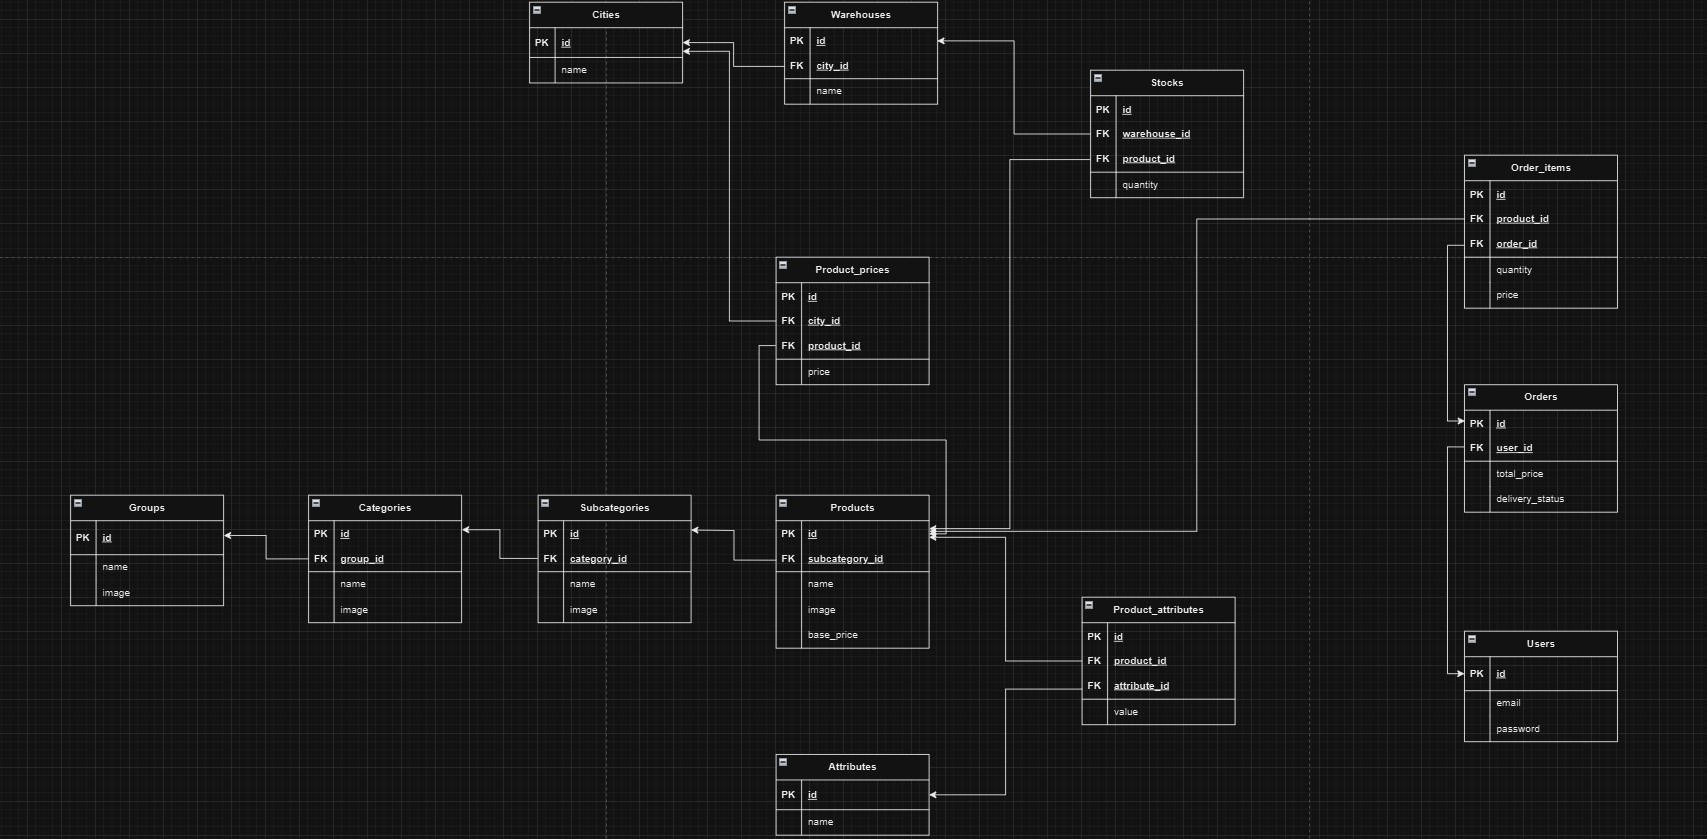 Cities
PK id
name
Warehouses
PK id
FK city_id
name
Stocks
PK id
FK warehouse_id
FK product_id
quantity
Order_items
PK id
FK product_id
FK order_id
quantity
price
Product_prices
PK id
FK city_id
FK product_id
price
Orders
PK id
FK user_id
total_price
delivery_status
Groups
PK id
name
image
Categories
PK id
FK group_id
name
image
Subcategories
PK id
FK category_id
name
image
Products
PK id
FK subcategory_id
name
image
base_price
Product_attributes
PK id
FK product_id
FK attribute_id
value
Users
PK id
email
password
Attributes
PK id
name